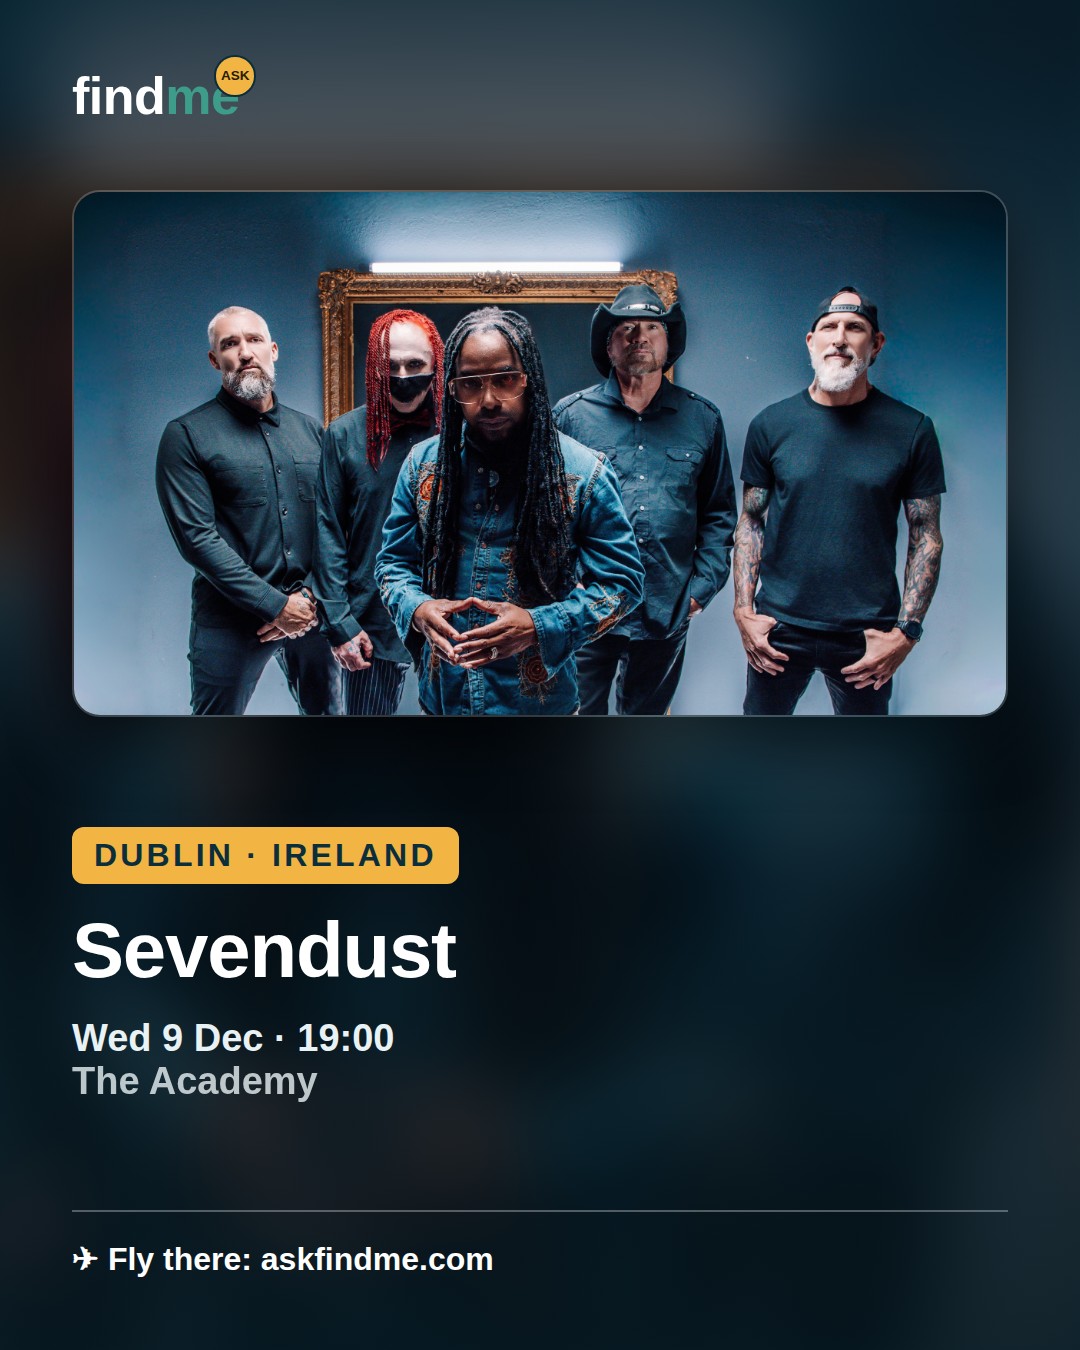 findme
ASK
DUBLIN · IRELAND
Sevendust
Wed 9 Dec · 19:00
The Academy
✈ Fly there: askfindme.com